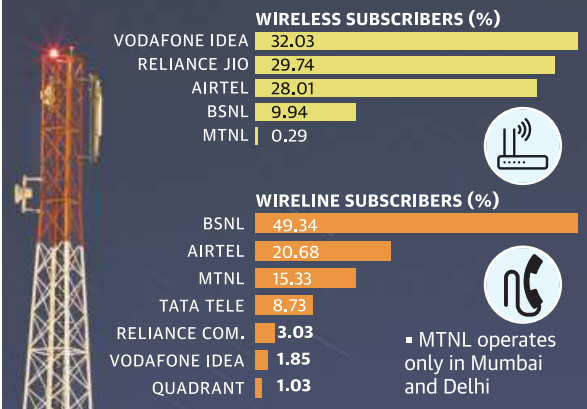 WIRELESS SUBSCRIBERS (%)
VODAFONE IDEA 32.03
RELIANCE JIO 29.74
AIRTEL 28.01
BSNL 9.94
MTNL 0.29
WIRELINE SUBSCRIBERS (%)
BSNL 49.34
AIRTEL 20.68
MTNL 15.33
TATA TELE 8.73
RELIANCE COM. 3.03
VODAFONE IDEA 1.85
QUADRANT 1.03
▪ MTNL operates
only in Mumbai
and Delhi